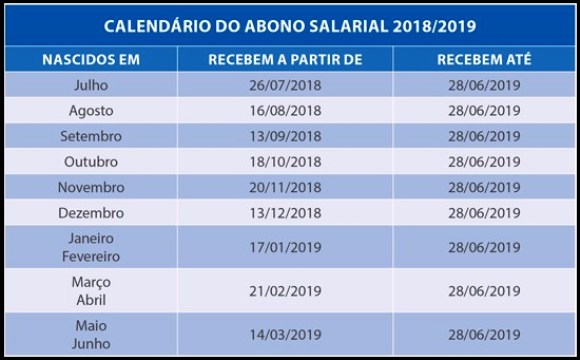 CALENDÁRIO DO ABONO SALARIAL 2018/2019
NASCIDOS EM RECEBEM A PARTIR DE RECEBEM ATÉ
Julho 26/07/2018 28/06/2019
Agosto 16/08/2018 28/06/2019
Setembro 13/09/2018 28/06/2019
Outubro 18/10/2018 28/06/2019
Novembro 20/11/2018 28/06/2019
Dezembro 13/12/2018 28/06/2019
Janeiro
Fevereiro 17/01/2019 28/06/2019
Março
Abril 21/02/2019 28/06/2019
Maio
Junho 14/03/2019 28/06/2019